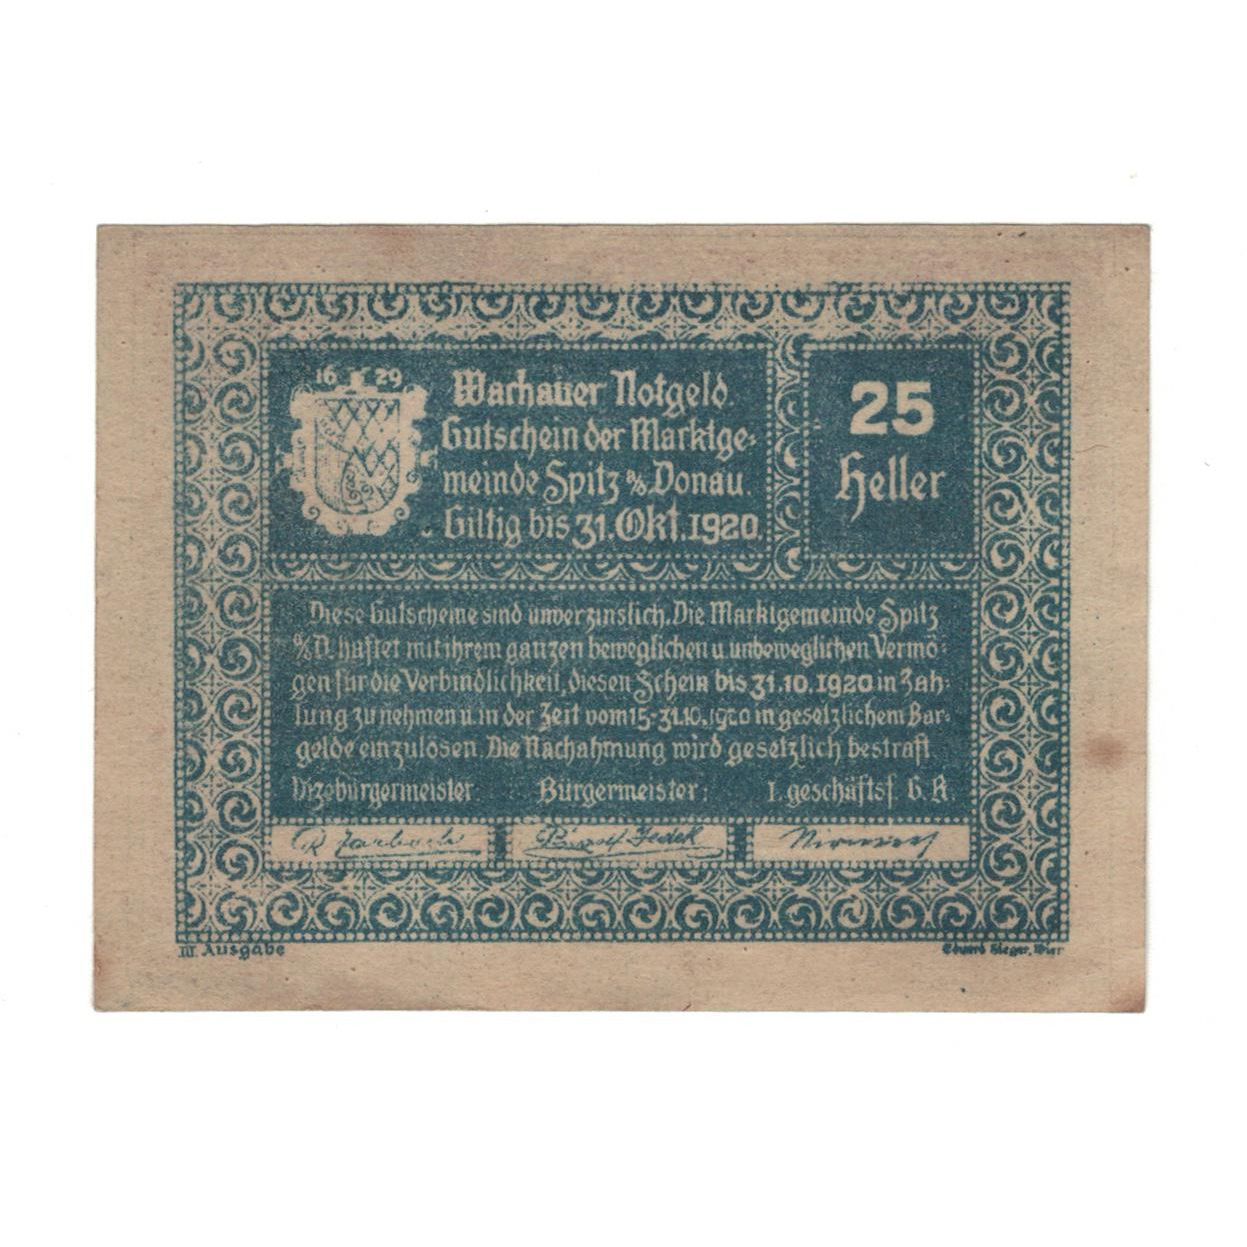 16 29
Wachauer Notgeld.
Gutschein der Marktge-
meinde Spitz a/d. Donau.
Giltig bis 31. Okt. 1920.
25
Heller
Diese Gutscheine sind unverzinslich. Die Marktgemeinde Spitz
a/D. haftet mit ihrem ganzen beweglichen u. unbeweglichen Vermö-
gen für die Verbindlichkeit, diesen Schein bis 31.10.1920 in Zah-
lung zu nehmen u. in der Zeit vom 15-31.10.1920 in gesetzlichem Bar-
gelde einzulösen. Die Nachahmung wird gesetzlich bestraft
Vizebürgermeister: Bürgermeister: I. geschäftsf. G. R.
III. Ausgabe
Eduard Sieger, Wien